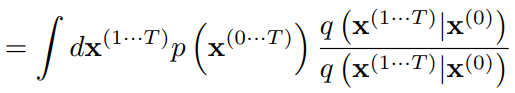 = ∫ dx^(1···T) p(x^(0···T)) q(x^(1···T)|x^(0)) / q(x^(1···T)|x^(0))